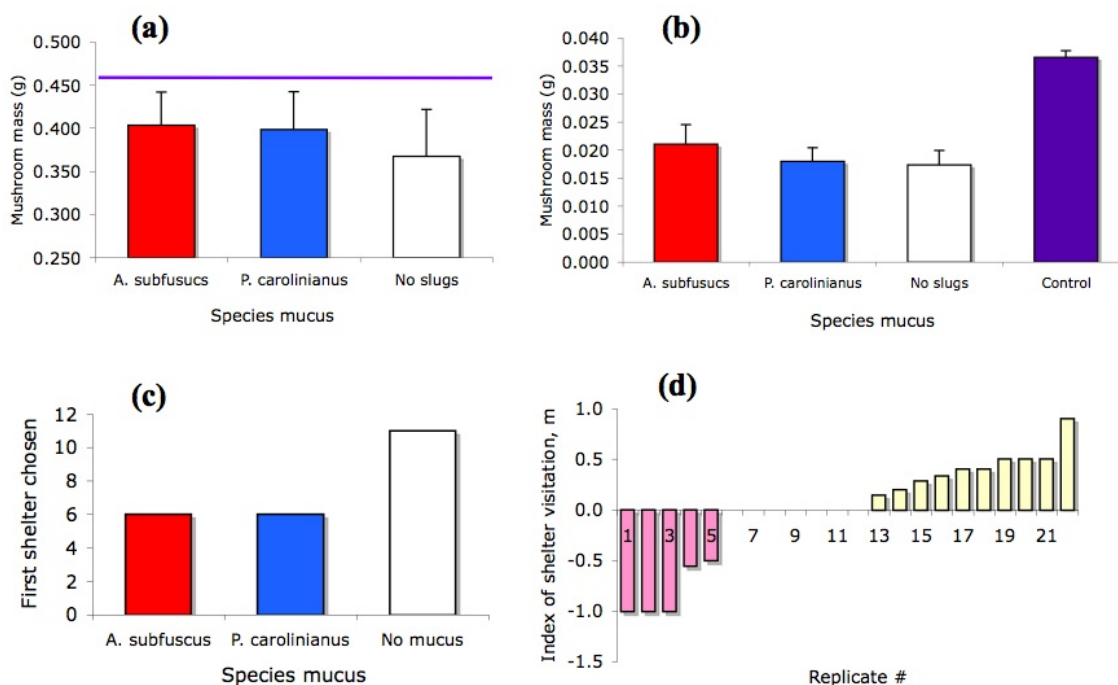 (a)
0.500
0.450
0.400
0.350
0.300
0.250
Mushroom mass (g)
A. subfusucs P. carolinianus No slugs
Species mucus
(b)
0.040
0.035
0.030
0.025
0.020
0.015
0.010
0.005
0.000
Mushroom mass (g)
A. subfusucs P. carolinianus No slugs Control
Species mucus
(c)
12
10
8
6
4
2
0
First shelter chosen
A. subfuscus P. carolinianus No mucus
Species mucus
(d)
1.0
0.5
0.0
-0.5
-1.0
-1.5
Index of shelter visitation, m
1 3 5 7 9 11 13 15 17 19 21
Replicate #